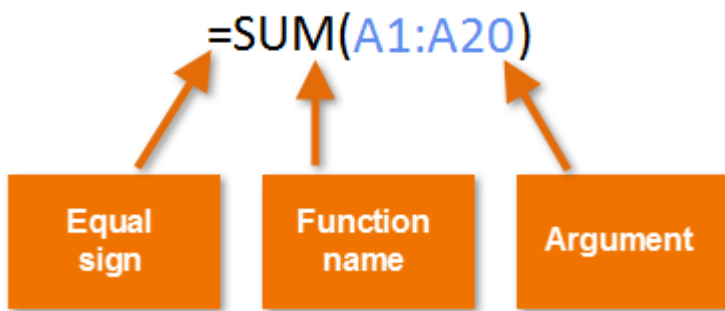 =SUM(A1:A20)
Equal
sign
Function
name
Argument